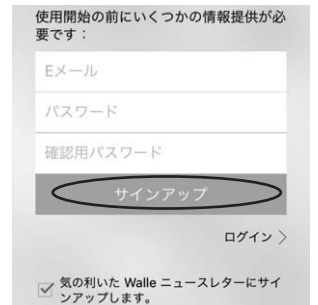 使用開始の前にいくつかの情報提供が必
要です：
Eメール
パスワード
確認用パスワード
サインアップ
ログイン 〉
気の利いた Walle ニュースレターにサイ
ンアップします。